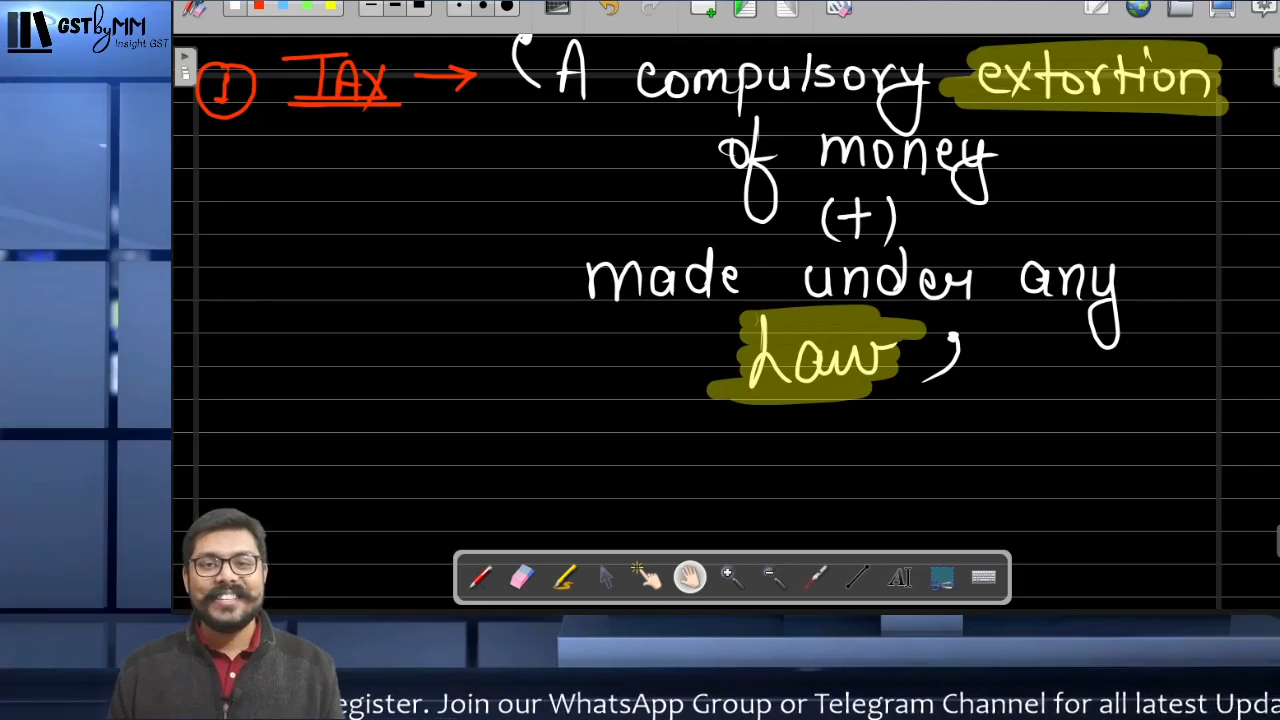 GSTbyMM
Insight GST
1 TAX → ( A compulsory extortion
of money
(+)
made under any
Law )
AI
egister. Join our WhatsApp Group or Telegram Channel for all latest Upda